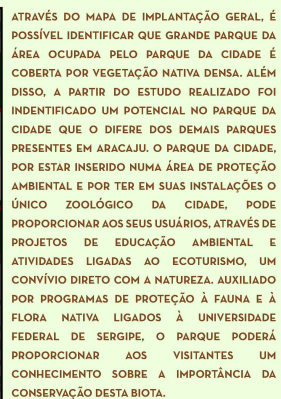 ATRAVÉS DO MAPA DE IMPLANTAÇÃO GERAL, É
POSSÍVEL IDENTIFICAR QUE GRANDE PARQUE DA
ÁREA OCUPADA PELO PARQUE DA CIDADE É
COBERTA POR VEGETAÇÃO NATIVA DENSA. ALÉM
DISSO, A PARTIR DO ESTUDO REALIZADO FOI
INDENTIFICADO UM POTENCIAL NO PARQUE DA
CIDADE QUE O DIFERE DOS DEMAIS PARQUES
PRESENTES EM ARACAJU. O PARQUE DA CIDADE,
POR ESTAR INSERIDO NUMA ÁREA DE PROTEÇÃO
AMBIENTAL E POR TER EM SUAS INSTALAÇÕES O
ÚNICO ZOOLÓGICO DA CIDADE, PODE
PROPORCIONAR AOS SEUS USUÁRIOS, ATRAVÉS DE
PROJETOS DE EDUCAÇÃO AMBIENTAL E
ATIVIDADES LIGADAS AO ECOTURISMO, UM
CONVÍVIO DIRETO COM A NATUREZA. AUXILIADO
POR PROGRAMAS DE PROTEÇÃO À FAUNA E À
FLORA NATIVA LIGADOS À UNIVERSIDADE
FEDERAL DE SERGIPE, O PARQUE PODERÁ
PROPORCIONAR AOS VISITANTES UM
CONHECIMENTO SOBRE A IMPORTÂNCIA DA
CONSERVAÇÃO DESTA BIOTA.